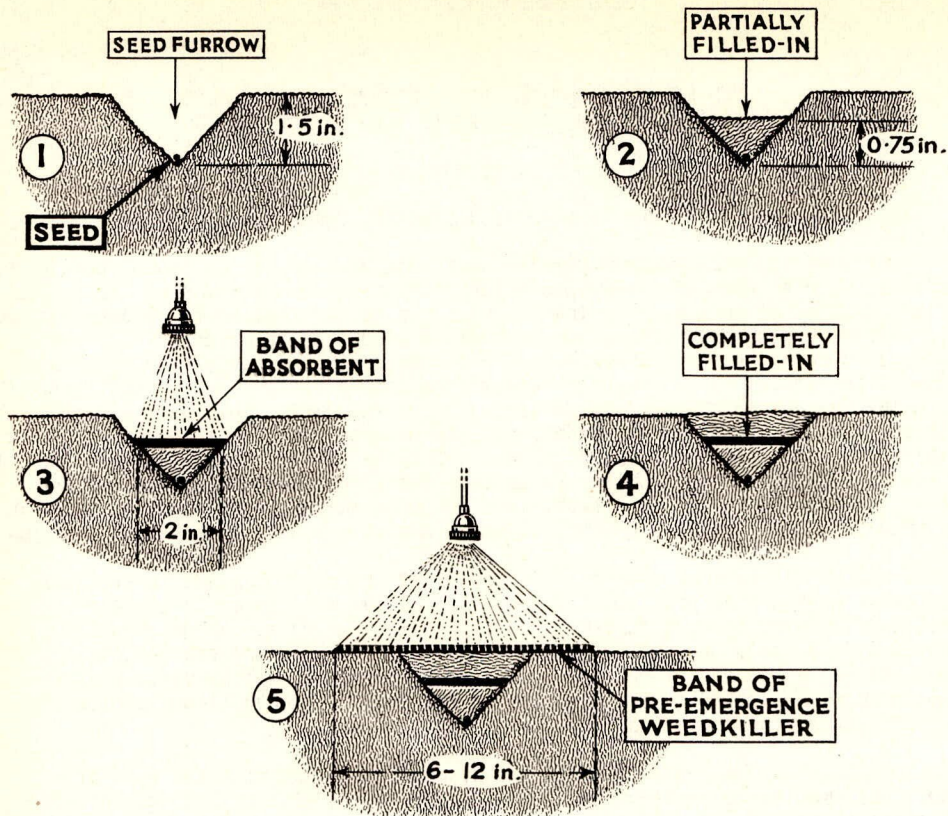 SEED FURROW
1·5 in.
1
SEED
PARTIALLY
FILLED-IN
0·75 in.
2
BAND OF
ABSORBENT
3
2 in.
COMPLETELY
FILLED-IN
4
5
BAND OF
PRE-EMERGENCE
WEEDKILLER
6-12 in.